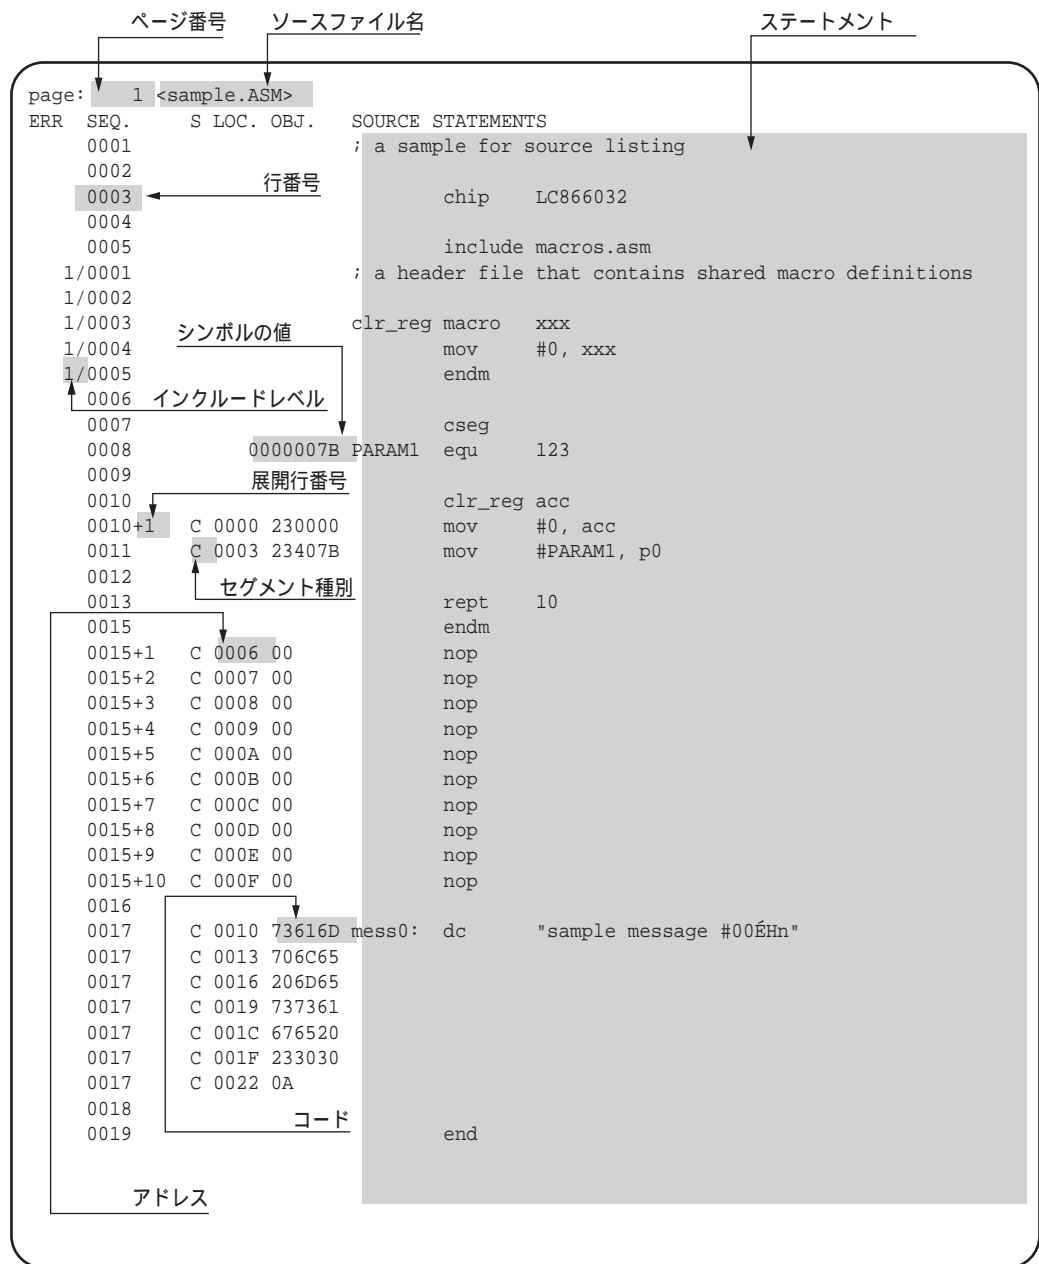 ページ番号 ソースファイル名 ステートメント
page: 1 <sample.ASM>
ERR SEQ. S LOC. OBJ. SOURCE STATEMENTS
0001 ; a sample for source listing
0002
行番号
0003 chip LC866032
0004
0005 include macros.asm
1/0001 ; a header file that contains shared macro definitions
1/0002
1/0003 clr_reg macro xxx
シンボルの値
1/0004 mov #0, xxx
1/0005 endm
0006 インクルードレベル
0007 cseg
0008 0000007B PARAM1 equ 123
0009
展開行番号
0010 clr_reg acc
0010+1 C 0000 230000 mov #0, acc
0011 C 0003 23407B mov #PARAM1, p0
0012
セグメント種別
0013 rept 10
0015 endm
0015+1 C 0006 00 nop
0015+2 C 0007 00 nop
0015+3 C 0008 00 nop
0015+4 C 0009 00 nop
0015+5 C 000A 00 nop
0015+6 C 000B 00 nop
0015+7 C 000C 00 nop
0015+8 C 000D 00 nop
0015+9 C 000E 00 nop
0015+10 C 000F 00 nop
0016
0017 C 0010 73616D mess0: dc "sample message #00ÉHn"
0017 C 0013 706C65
0017 C 0016 206D65
0017 C 0019 737361
0017 C 001C 676520
0017 C 001F 233030
0017 C 0022 0A
0018
コード
0019 end
アドレス